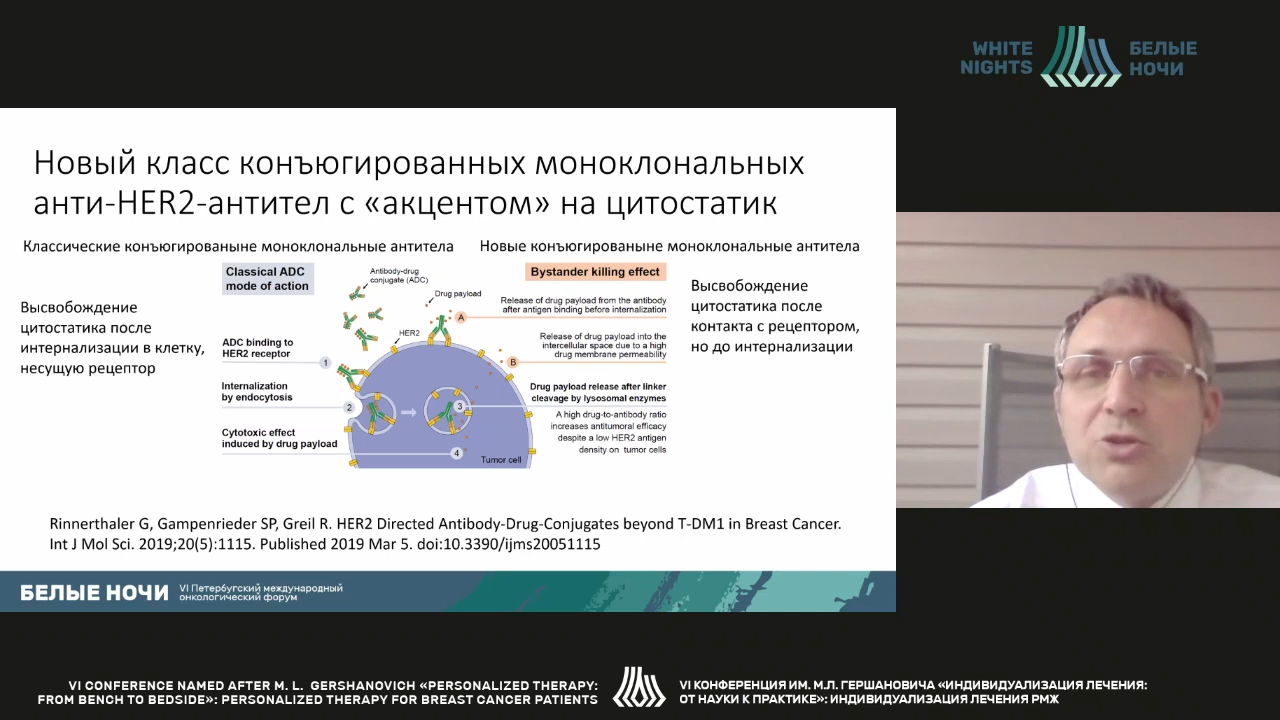 WHITE
NIGHTS
БЕЛЫЕ
НОЧИ
Новый класс конъюгированных моноклональных
анти-HER2-антител с «акцентом» на цитостатик
Классические конъюгированыне моноклональные антитела
Новые конъюгированыне моноклональные антитела
Высвобождение
цитостатика после
интернализации в клетку,
несущую рецептор
Classical ADC
mode of action
Antibody-drug
conjugate (ADC)
Drug payload
HER2
ADC binding to
HER2 receptor
1
Internalization
by endocytosis
2
3
Cytotoxic effect
induced by drug payload
4
Tumor cell
Bystander killing effect
Release of drug payload from the antibody
after antigen binding before internalization
A
Release of drug payload into the
intercellular space due to a high
drug membrane permeability
B
Drug payload release after linker
cleavage by lysosomal enzymes
A high drug-to-antibody ratio
increases antitumoral efficacy
despite a low HER2 antigen
density on tumor cells
Высвобождение
цитостатика после
контакта с рецептором,
но до интернализации
Rinnerthaler G, Gampenrieder SP, Greil R. HER2 Directed Antibody-Drug-Conjugates beyond T-DM1 in Breast Cancer.
Int J Mol Sci. 2019;20(5):1115. Published 2019 Mar 5. doi:10.3390/ijms20051115
БЕЛЫЕ НОЧИ
VI Петербугский международный
онкологический форум
VI CONFERENCE NAMED AFTER M. L. GERSHANOVICH «PERSONALIZED THERAPY:
FROM BENCH TO BEDSIDE»: PERSONALIZED THERAPY FOR BREAST CANCER PATIENTS
VI КОНФЕРЕНЦИЯ ИМ. М.Л. ГЕРШАНОВИЧА «ИНДИВИДУАЛИЗАЦИЯ ЛЕЧЕНИЯ:
ОТ НАУКИ К ПРАКТИКЕ»: ИНДИВИДУАЛИЗАЦИЯ ЛЕЧЕНИЯ РМЖ